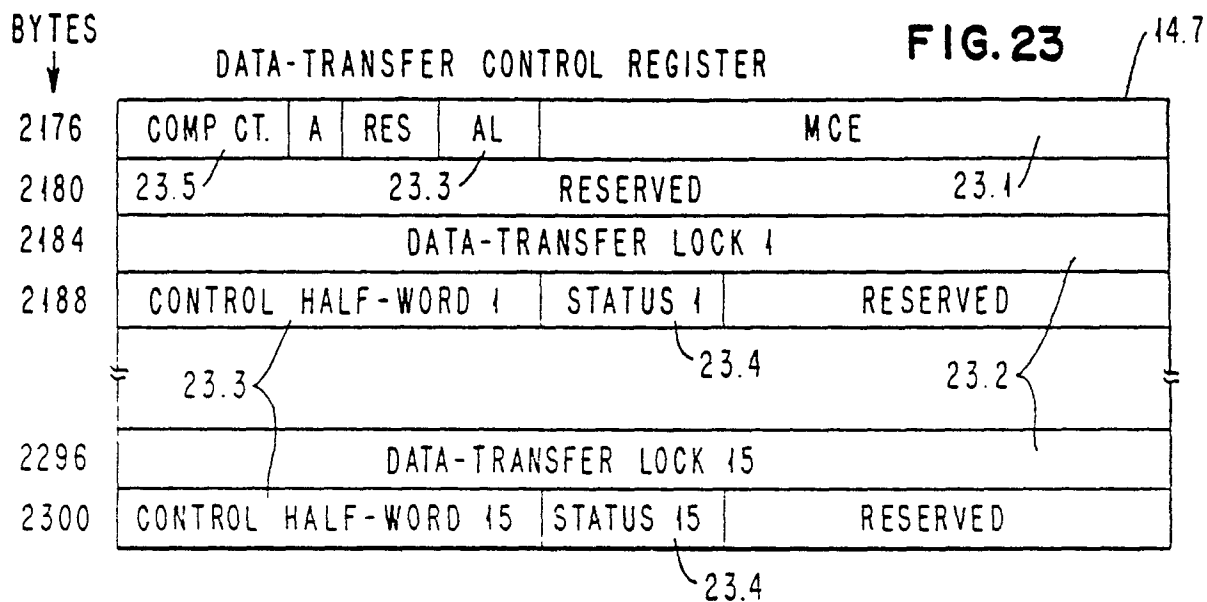 BYTES
FIG. 23
14.7
DATA-TRANSFER CONTROL REGISTER
2176 COMP CT. A RES AL MCE
2180 23.5 23.3 RESERVED 23.1
2184 DATA-TRANSFER LOCK 1
2188 CONTROL HALF-WORD 1 STATUS 1 RESERVED
23.3 23.4 23.2
2296 DATA-TRANSFER LOCK 15
2300 CONTROL HALF-WORD 15 STATUS 15 RESERVED
23.4